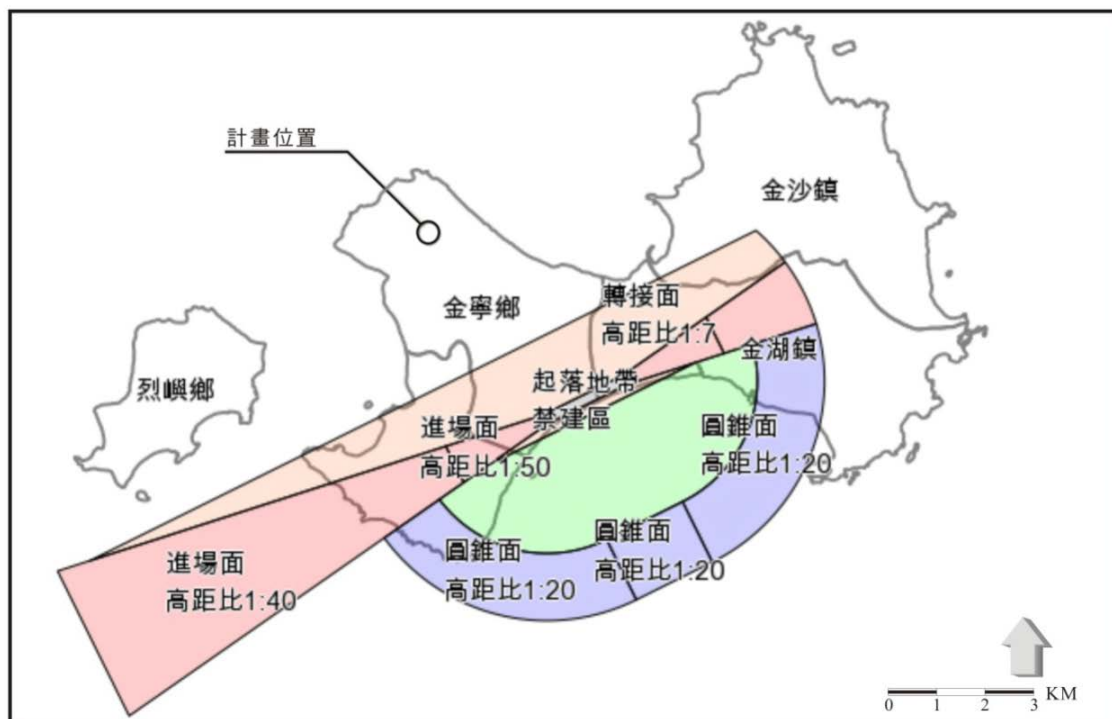 計畫位置
金沙鎮
轉接面
高距比1:7
金寧鄉
金湖鎮
烈嶼鄉
起落地帶
禁建區
進場面
高距比1:50
圓錐面
高距比1:20
圓錐面
高距比1:20
圓錐面
高距比1:20
進場面
高距比1:40
0 1 2 3 KM